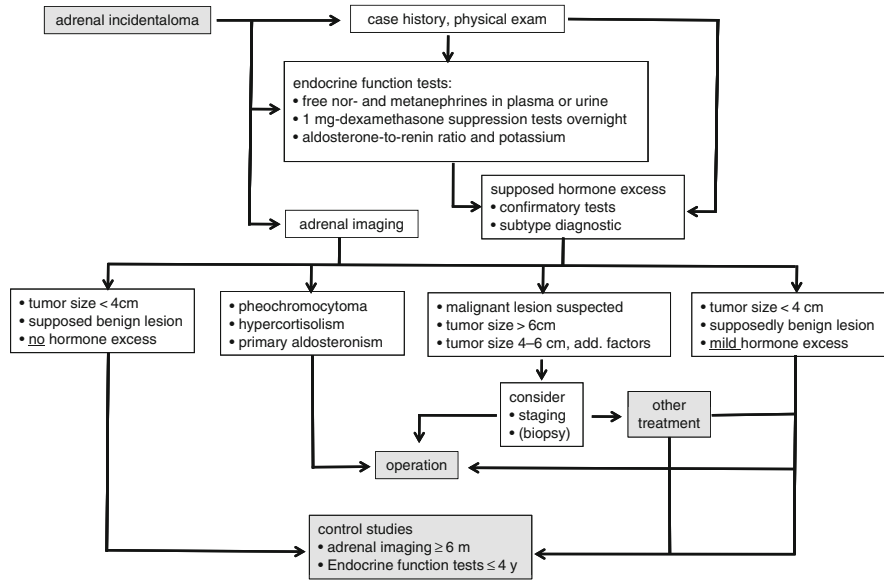 adrenal incidentaloma
case history, physical exam
endocrine function tests:
• free nor- and metanephrines in plasma or urine
• 1 mg-dexamethasone suppression tests overnight
• aldosterone-to-renin ratio and potassium
supposed hormone excess
• confirmatory tests
• subtype diagnostic
adrenal imaging
• tumor size < 4cm
• supposed benign lesion
• no hormone excess
• pheochromocytoma
• hypercortisolism
• primary aldosteronism
• malignant lesion suspected
• tumor size > 6cm
• tumor size 4–6 cm, add. factors
• tumor size < 4 cm
• supposedly benign lesion
• mild hormone excess
consider
• staging
• (biopsy)
other
treatment
operation
control studies
• adrenal imaging ≥ 6 m
• Endocrine function tests ≤ 4 y